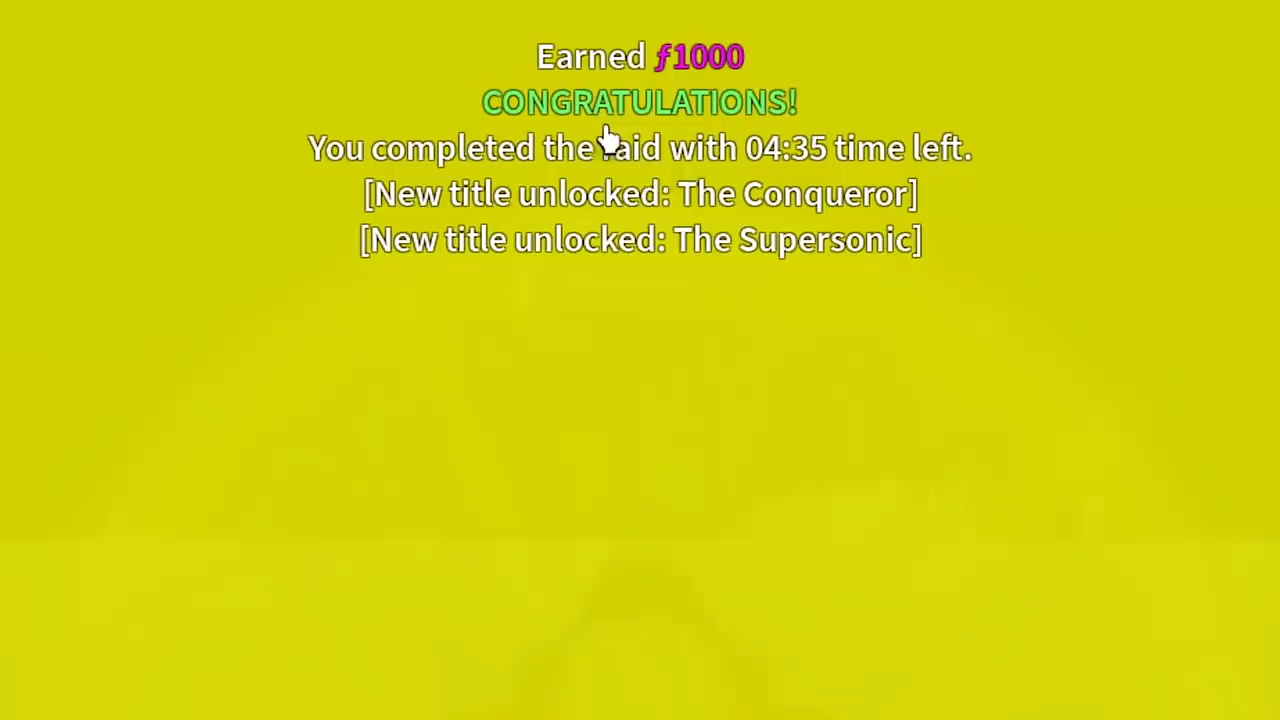 Earned ƒ1000
CONGRATULATIONS!
You completed the raid with 04:35 time left.
[New title unlocked: The Conqueror]
[New title unlocked: The Supersonic]